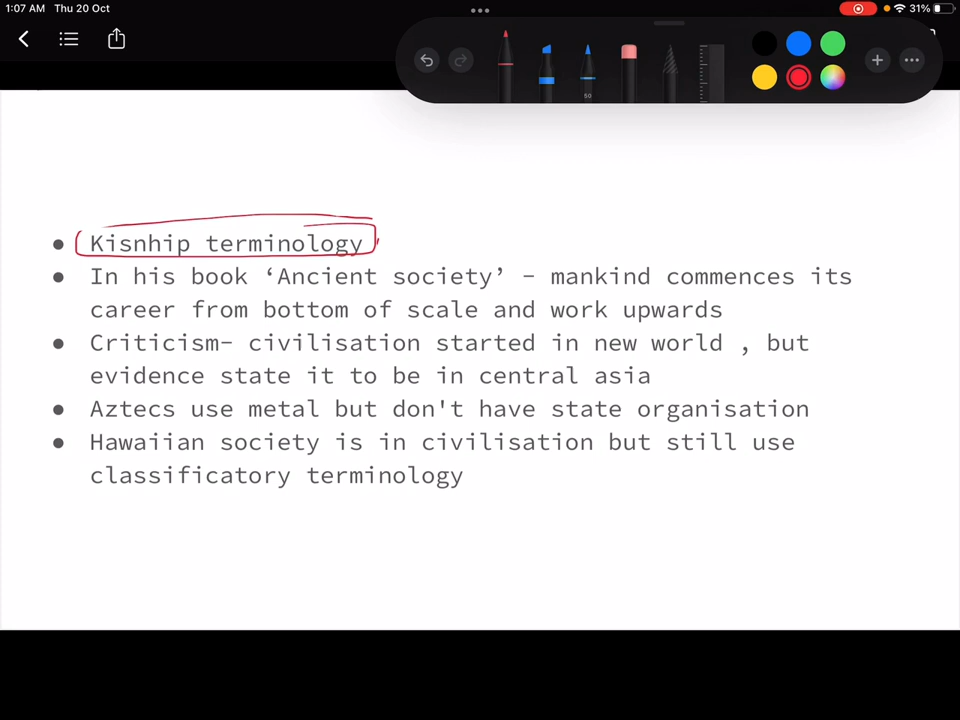 1:07 AM Thu 20 Oct
31%
50
● Kisnhip terminology
● In his book ‘Ancient society’ - mankind commences its
career from bottom of scale and work upwards
● Criticism- civilisation started in new world , but
evidence state it to be in central asia
● Aztecs use metal but don't have state organisation
● Hawaiian society is in civilisation but still use
classificatory terminology